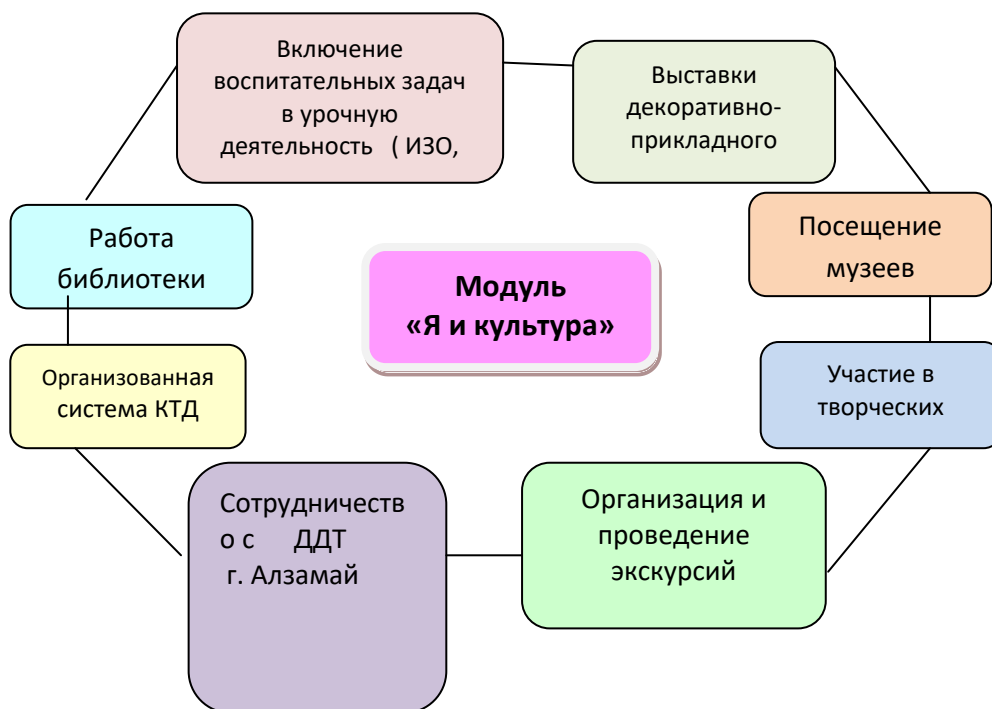 Включение
воспитательных задач
в урочную
деятельность ( ИЗО,
Выставки
декоративно-
прикладного
Работа
библиотеки
Посещение
музеев
Модуль
«Я и культура»
Организованная
система КТД
Участие в
творческих
Сотрудничеств
о с ДДТ
г. Алзамай
Организация и
проведение
экскурсий